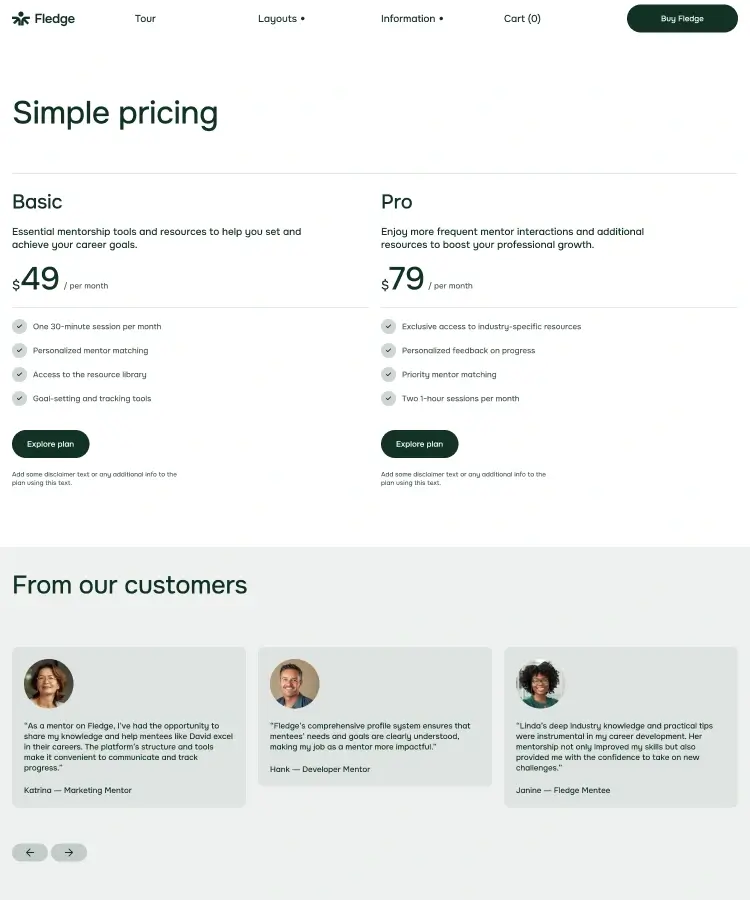 Fledge
Tour
Layouts •
Information •
Cart (0)
Buy Fledge
Simple pricing
Basic
Essential mentorship tools and resources to help you set and
achieve your career goals.
$49 / per month
One 30-minute session per month
Personalized mentor matching
Access to the resource library
Goal-setting and tracking tools
Explore plan
Add some disclaimer text or any additional info to the
plan using this text.
Pro
Enjoy more frequent mentor interactions and additional
resources to boost your professional growth.
$79 / per month
Exclusive access to industry-specific resources
Personalized feedback on progress
Priority mentor matching
Two 1-hour sessions per month
Explore plan
Add some disclaimer text or any additional info to the
plan using this text.
From our customers
"As a mentor on Fledge, I've had the opportunity to
share my knowledge and help mentees like David excel
in their careers. The platform's structure and tools
make it convenient to communicate and track
progress."
Katrina — Marketing Mentor
"Fledge's comprehensive profile system ensures that
mentees' needs and goals are clearly understood,
making my job as a mentor more impactful."
Hank — Developer Mentor
"Linda's deep industry knowledge and practical tips
were instrumental in my career development. Her
mentorship not only improved my skills but also
provided me with the confidence to take on new
challenges."
Janine — Fledge Mentee